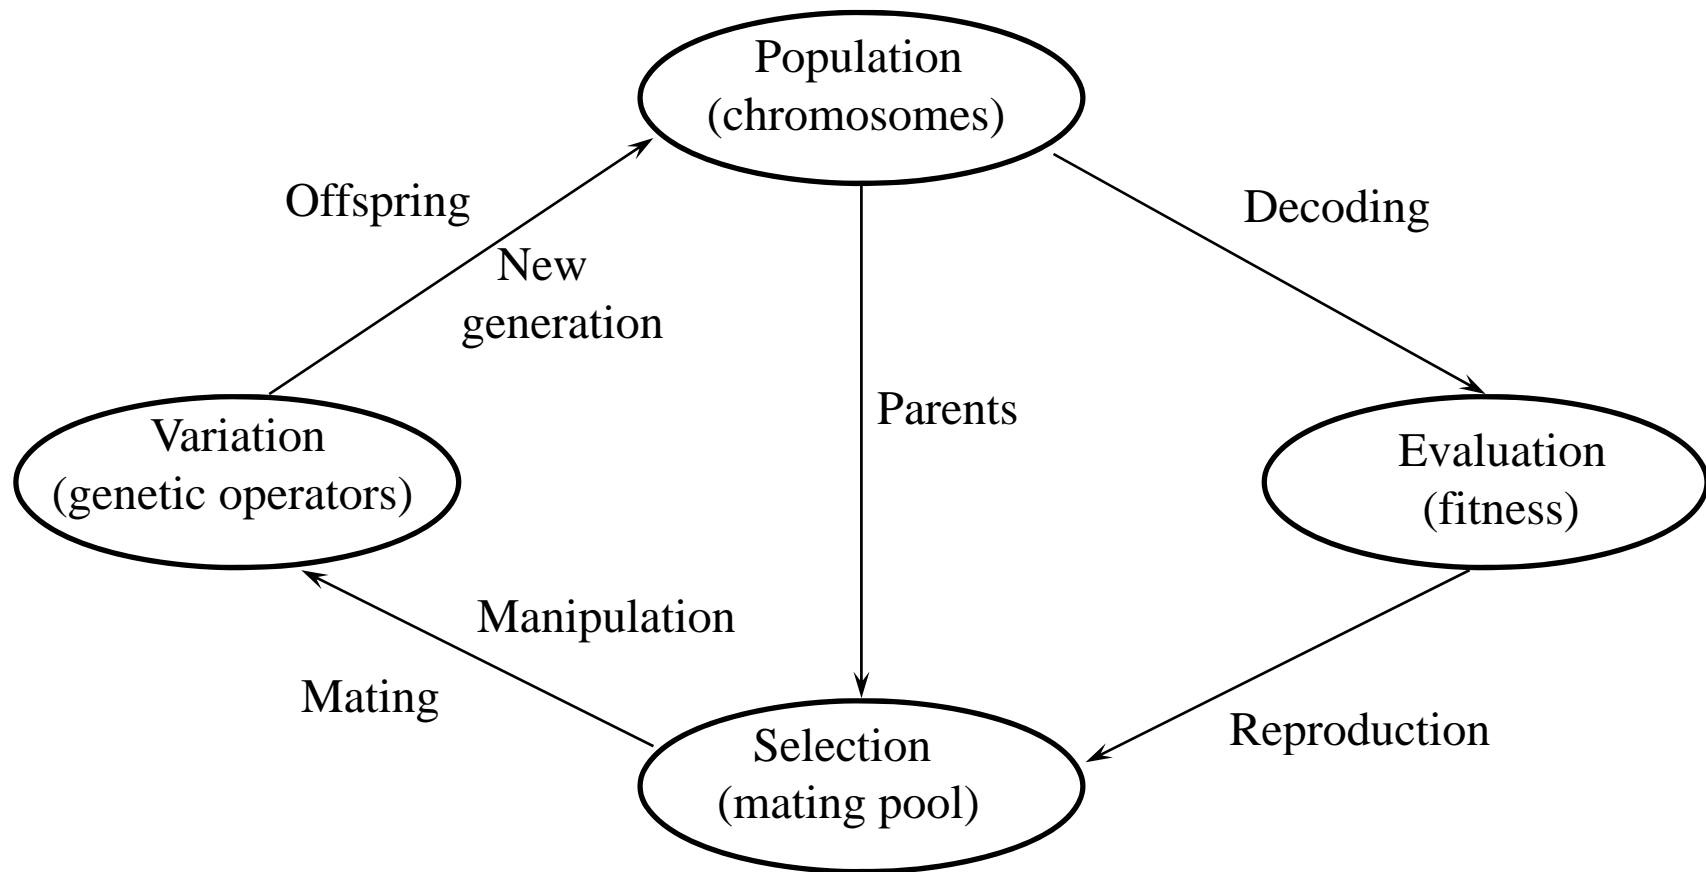 Population
(chromosomes)
Offspring
Decoding
New
generation
Parents
Variation
(genetic operators)
Evaluation
(fitness)
Manipulation
Mating
Reproduction
Selection
(mating pool)